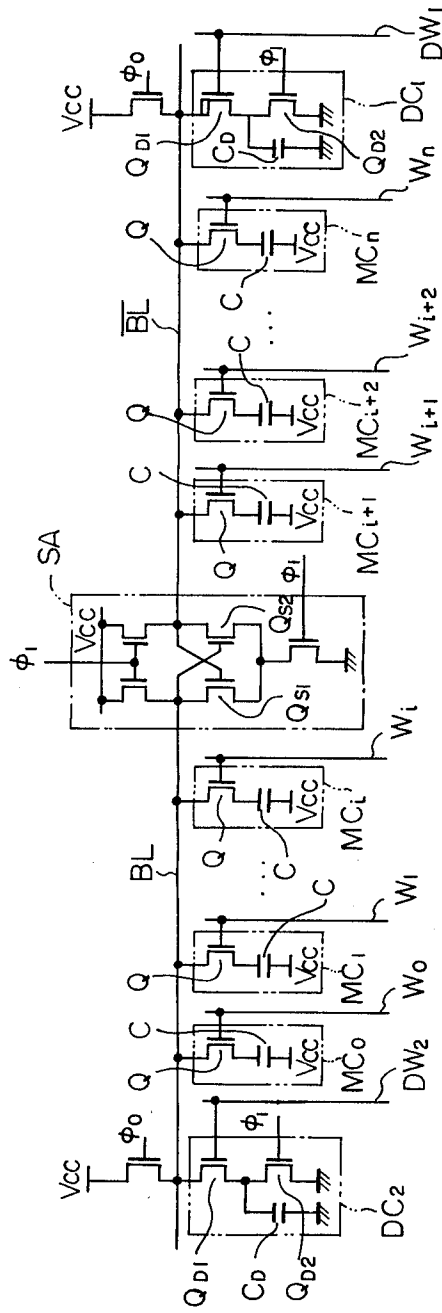 VCC
φ0
QD1
CD
QD2
φ1
DC2
DW2
Q
C
VCC
MC0
W0
Q
C
VCC
MC1
W1
BL
...
Q
C
VCC
MCi
Wi
SA
φ1
VCC
QS1
QS2
φ1
C
Q
VCC
MCi+1
Wi+1
Q
C
VCC
MCi+2
Wi+2
BL
...
Q
C
VCC
MCn
Wn
VCC
φ0
QD1
CD
QD2
φ1
DC1
DW1